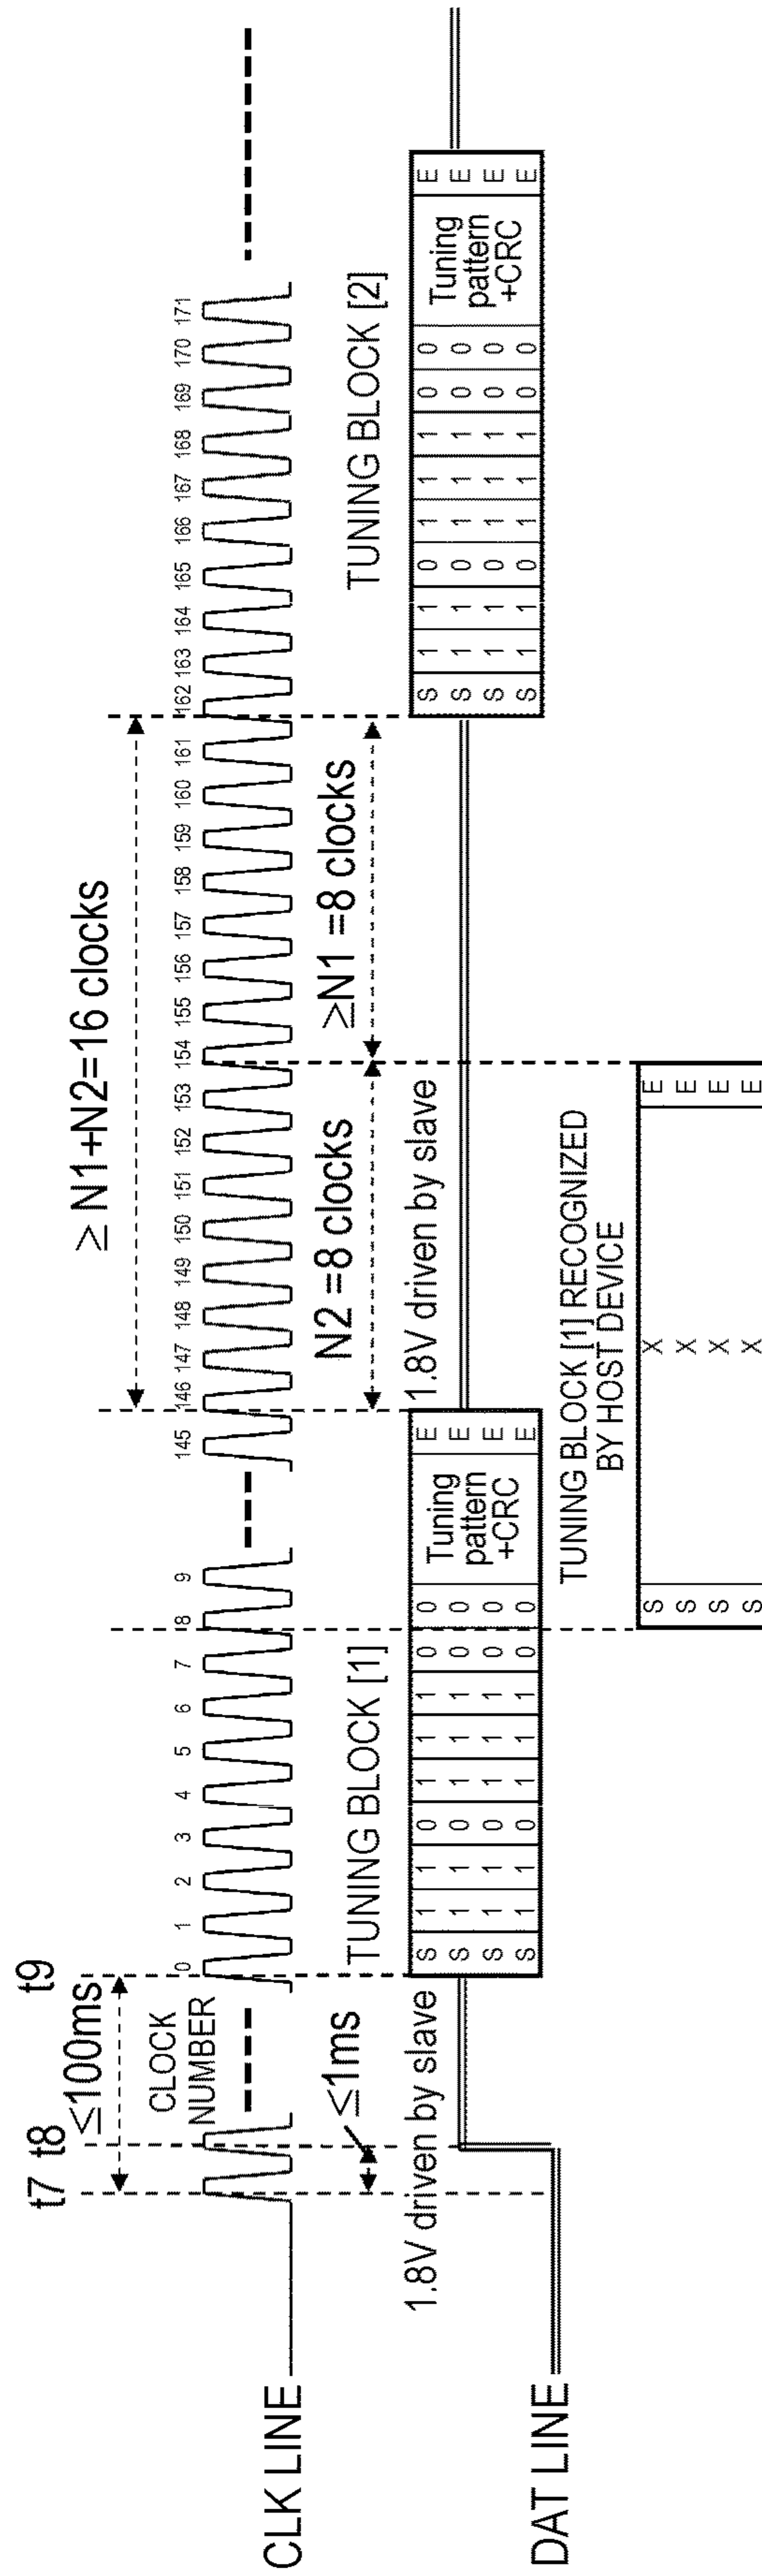 t7 t8 t9
≤100ms
≥ N1+N2=16 clocks
CLOCK
NUMBER
0 1 2 3 4 5 6 7 8 9 145 146 147 148 149 150 151 152 153 154 155 156 157 158 159 160 161 162 163 164 165 166 167 168 169 170 171
CLK LINE
≤1ms
TUNING BLOCK [1]
N2 =8 clocks
≥N1 =8 clocks
TUNING BLOCK [2]
1.8V driven by slave
1.8V driven by slave
S 1 1 0 1 1 1 0 0 E
S 1 1 0 1 1 1 0 0 E
S 1 1 0 1 1 1 0 0 E
S 1 1 0 1 1 1 0 0 E
Tuning
pattern
+CRC
S 1 1 0 1 1 1 0 0 E
S 1 1 0 1 1 1 0 0 E
S 1 1 0 1 1 1 0 0 E
S 1 1 0 1 1 1 0 0 E
Tuning
pattern
+CRC
DAT LINE
TUNING BLOCK [1] RECOGNIZED
BY HOST DEVICE
S X E
S X E
S X E
S X E